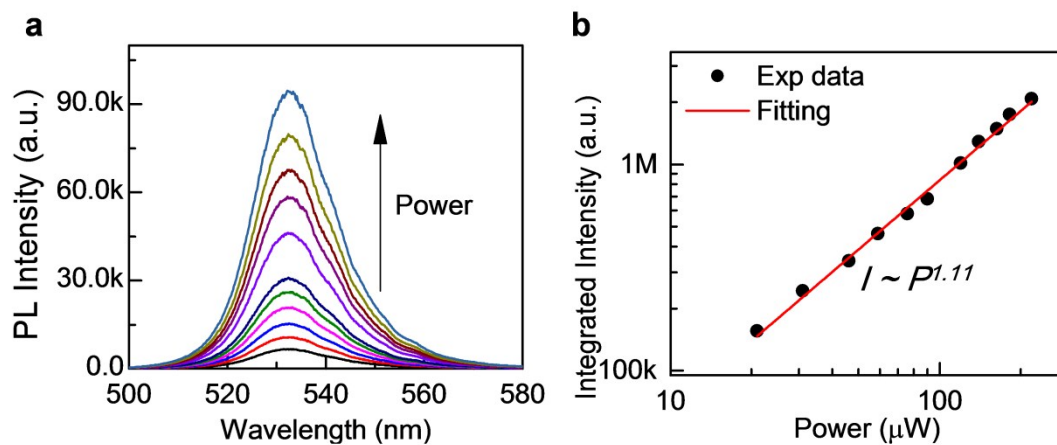 a
PL Intensity (a.u.)
90.0k
60.0k
30.0k
0.0
500
520
540
560
580
Wavelength (nm)
Power
b
Integrated Intensity (a.u.)
Exp data
Fitting
1M
100k
I ~ P^1.11
10
100
Power (μW)